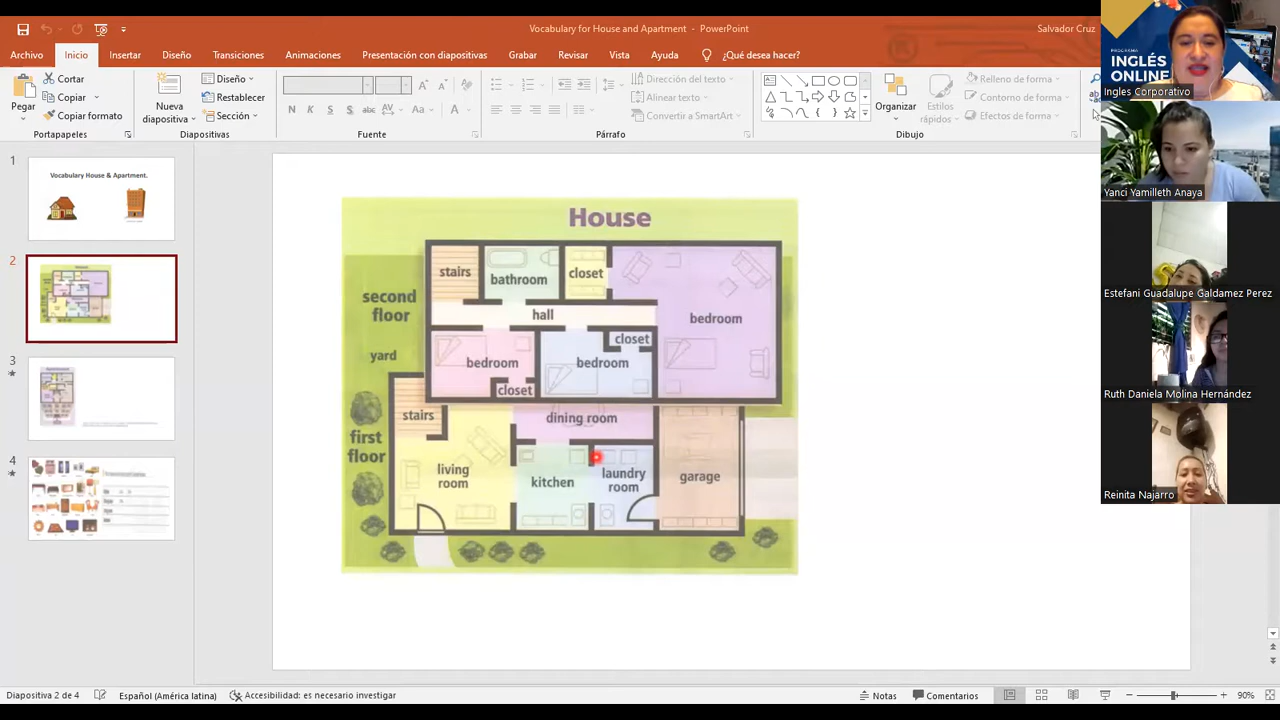 Vocabulary for House and Apartment - PowerPoint
Salvador Cruz
Archivo Inicio Insertar Diseño Transiciones Animaciones Presentación con diapositivas Grabar Revisar Vista Ayuda ¿Qué desea hacer?
Pegar
Cortar
Copiar
Copiar formato
Portapapeles
Nueva
diapositiva
Diseño
Restablecer
Sección
Diapositivas
N K S S abc
Fuente
Dirección del texto
Alinear texto
Convertir a SmartArt
Párrafo
Organizar
Estilos
rápidos
Relleno de forma
Contorno de forma
Efectos de forma
Dibujo
1
Vocabulary House & Apartment.
2
3
4
House
stairs
bathroom
closet
second
floor
hall
bedroom
yard
bedroom
closet
bedroom
closet
stairs
dining room
first
floor
living
room
kitchen
laundry
room
garage
PROGRAMA
INGLÉS
ONLINE
Ingles Corporativo
Yanci Yamilleth Anaya
Estefani Guadalupe Galdamez Perez
Ruth Daniela Molina Hernández
Reinita Najarro
Diapositiva 2 de 4 Español (América latina) Accesibilidad: es necesario investigar Notas Comentarios 90%